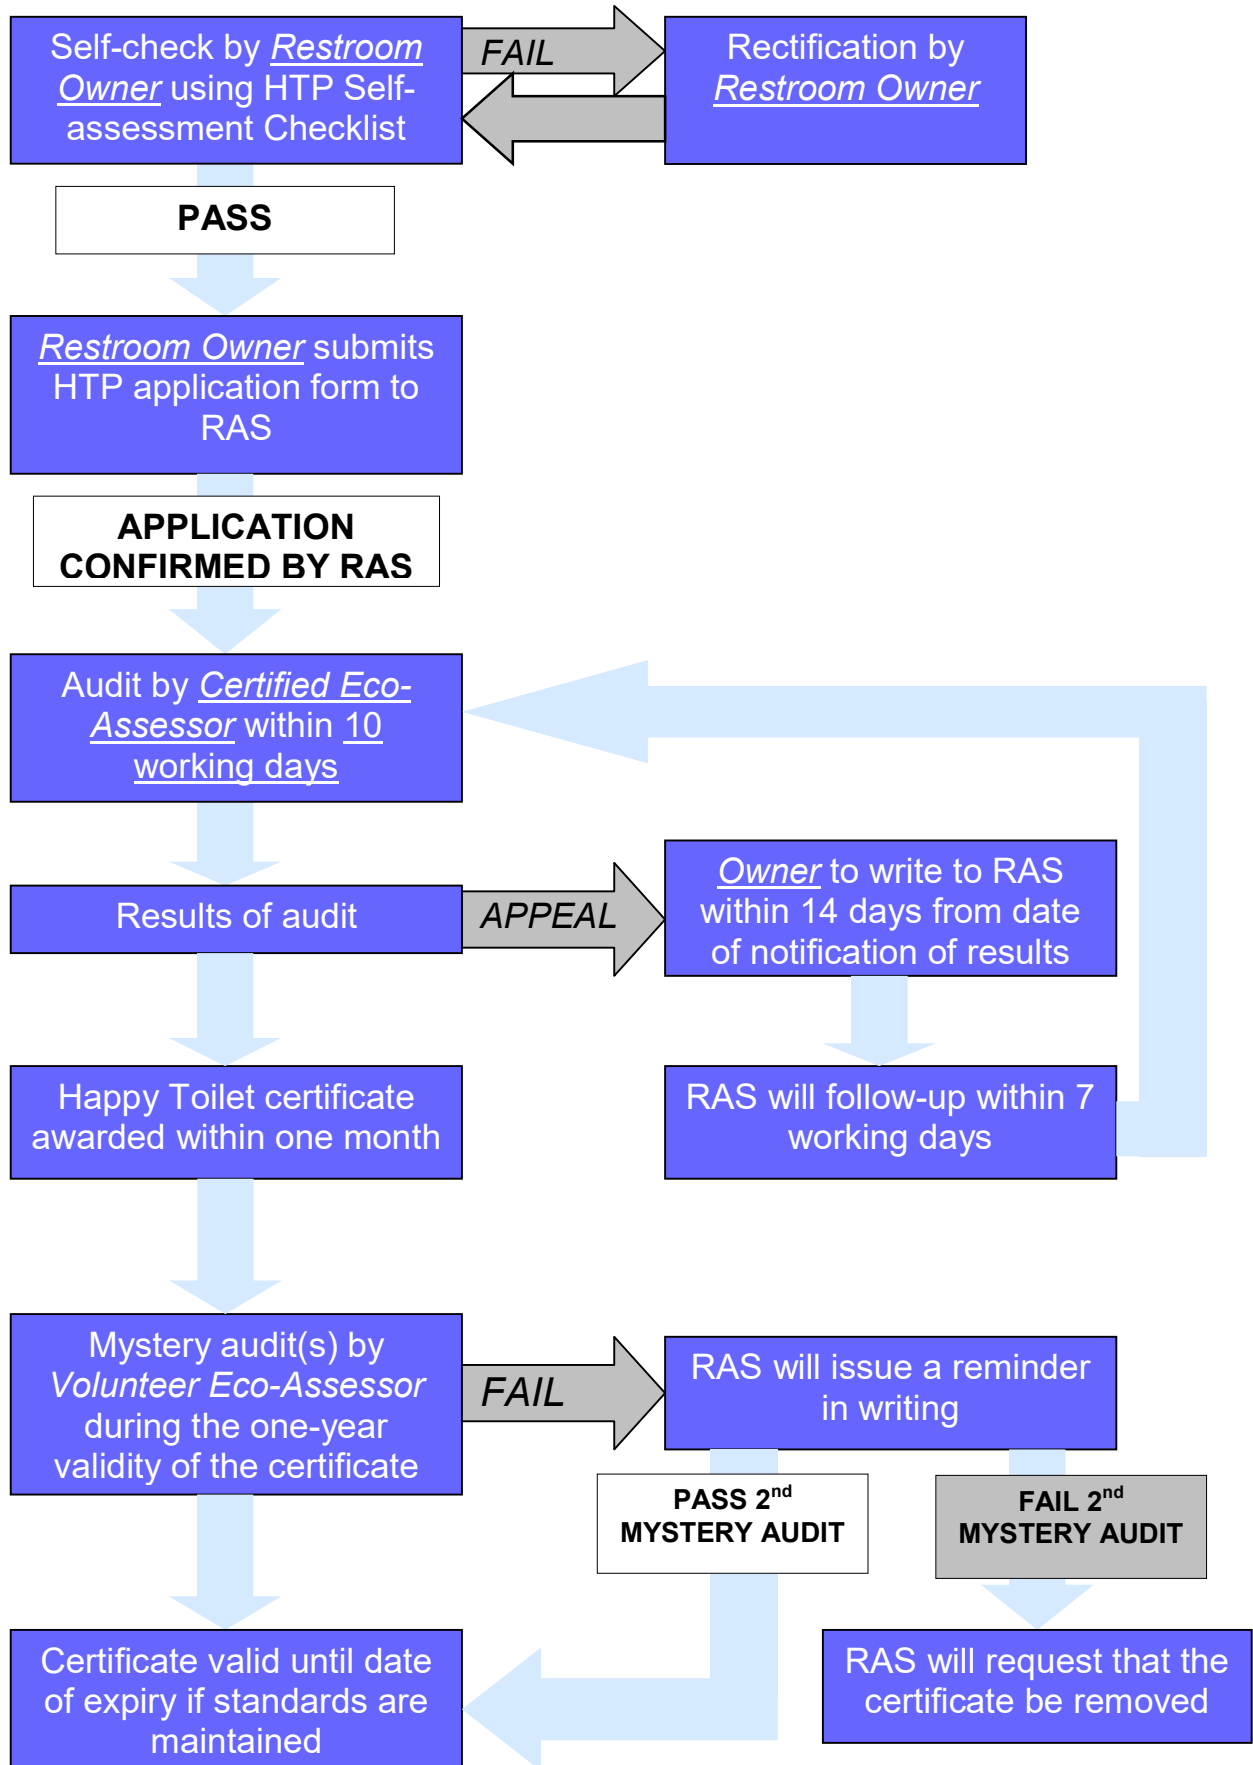 Self-check by Restroom
Owner using HTP Self-
assessment Checklist
FAIL
Rectification by
Restroom Owner
PASS
Restroom Owner submits
HTP application form to
RAS
APPLICATION
CONFIRMED BY RAS
Audit by Certified Eco-
Assessor within 10
working days
Results of audit
APPEAL
Owner to write to RAS
within 14 days from date
of notification of results
Happy Toilet certificate
awarded within one month
RAS will follow-up within 7
working days
Mystery audit(s) by
Volunteer Eco-Assessor
during the one-year
validity of the certificate
FAIL
RAS will issue a reminder
in writing
PASS 2nd
MYSTERY AUDIT
FAIL 2nd
MYSTERY AUDIT
Certificate valid until date
of expiry if standards are
maintained
RAS will request that the
certificate be removed